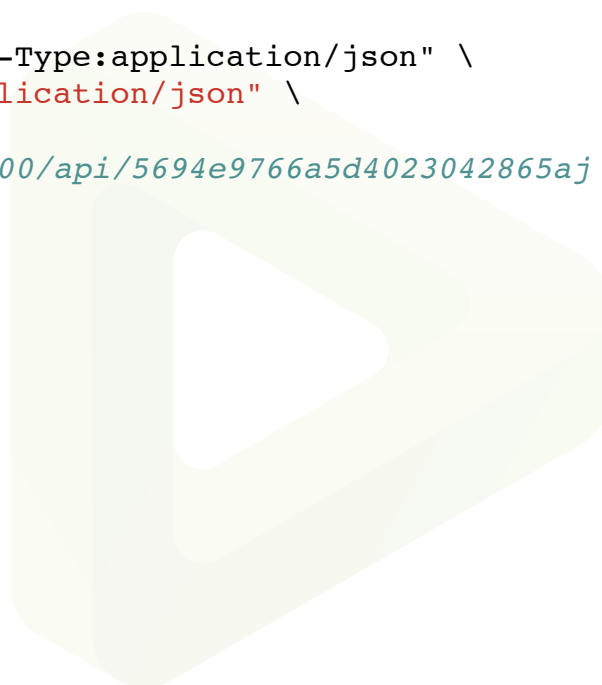 -Type:application/json" \
lication/json" \
00/api/5694e9766a5d4023042865aj